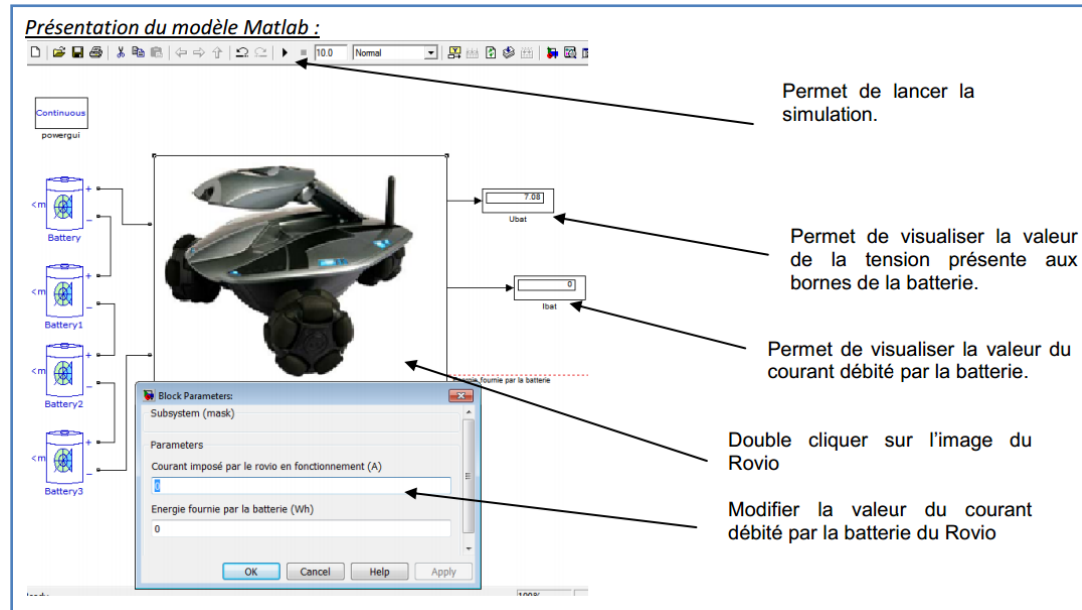 Présentation du modèle Matlab :
10.0 Normal
Continuous
powergui
Permet de lancer la
simulation.
+
<m
-
Battery
7.08
Ubat
Permet de visualiser la valeur
de la tension présente aux
bornes de la batterie.
+
<m
-
Battery1
0
Ibat
Permet de visualiser la valeur du
courant débité par la batterie.
+
<m
-
Battery2
Energie fournie par la batterie
Block Parameters:
Subsystem (mask)
Parameters
Courant imposé par le rovio en fonctionnement (A)
0
Energie fournie par la batterie (Wh)
0
OK Cancel Help Apply
+
<m
-
Battery3
Double cliquer sur l'image du
Rovio
Modifier la valeur du courant
débité par la batterie du Rovio
100%